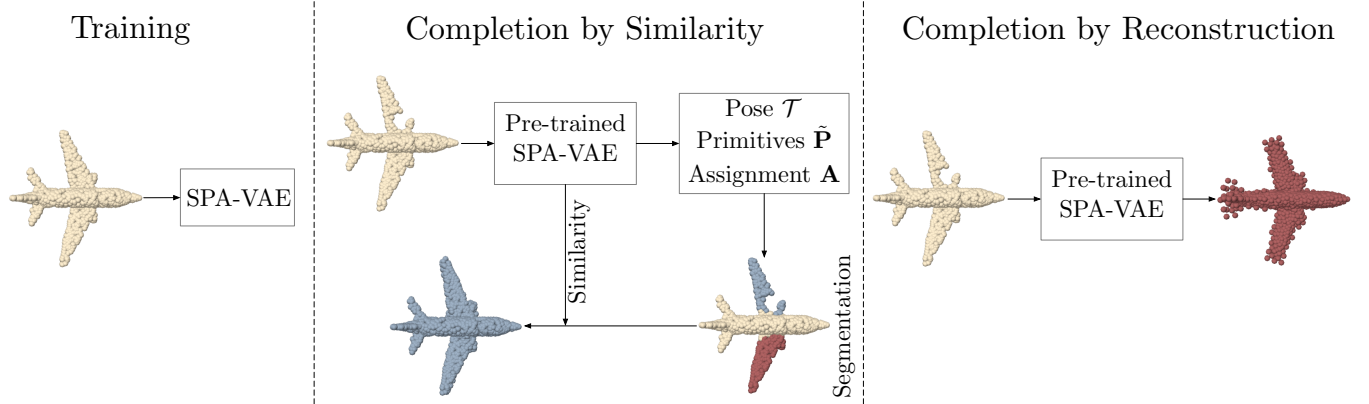 Training
SPA-VAE
Completion by Similarity
Pre-trained
SPA-VAE
Pose 𝒯
Primitives P̃
Assignment A
Similarity
Segmentation
Completion by Reconstruction
Pre-trained
SPA-VAE